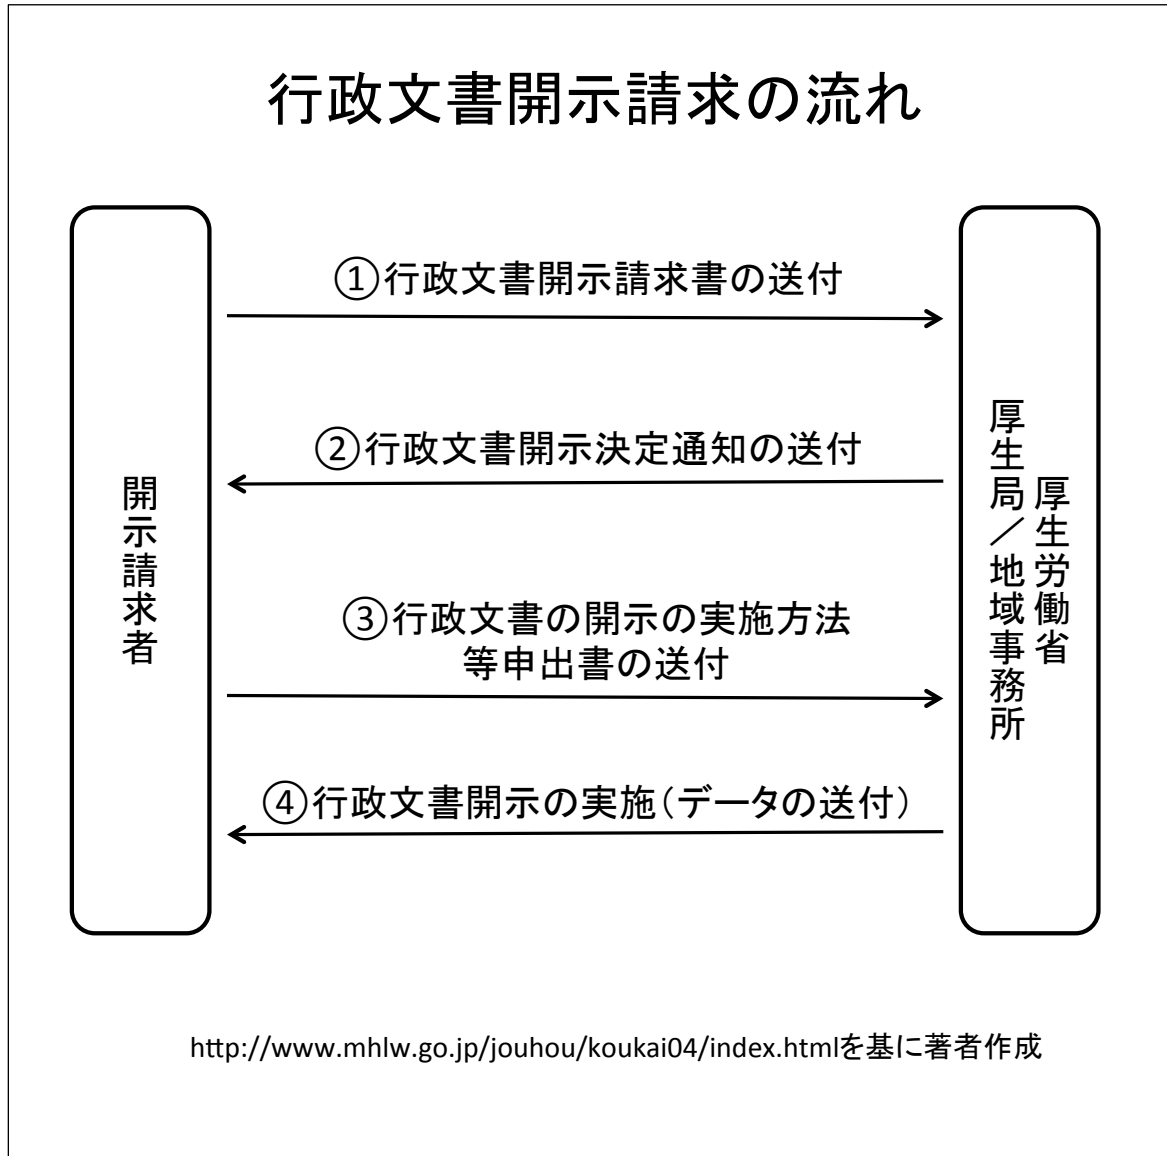 行政文書開示請求の流れ
①行政文書開示請求書の送付
②行政文書開示決定通知の送付
③行政文書の開示の実施方法
等申出書の送付
④行政文書開示の実施(データの送付)
開示請求者
厚生労働省
厚生局／地域事務所
http://www.mhlw.go.jp/jouhou/koukai04/index.htmlを基に著者作成